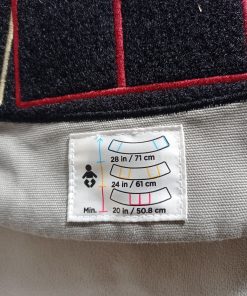 28 in / 71 cm
24 in / 61 cm
Min. 20 in / 50.8 cm